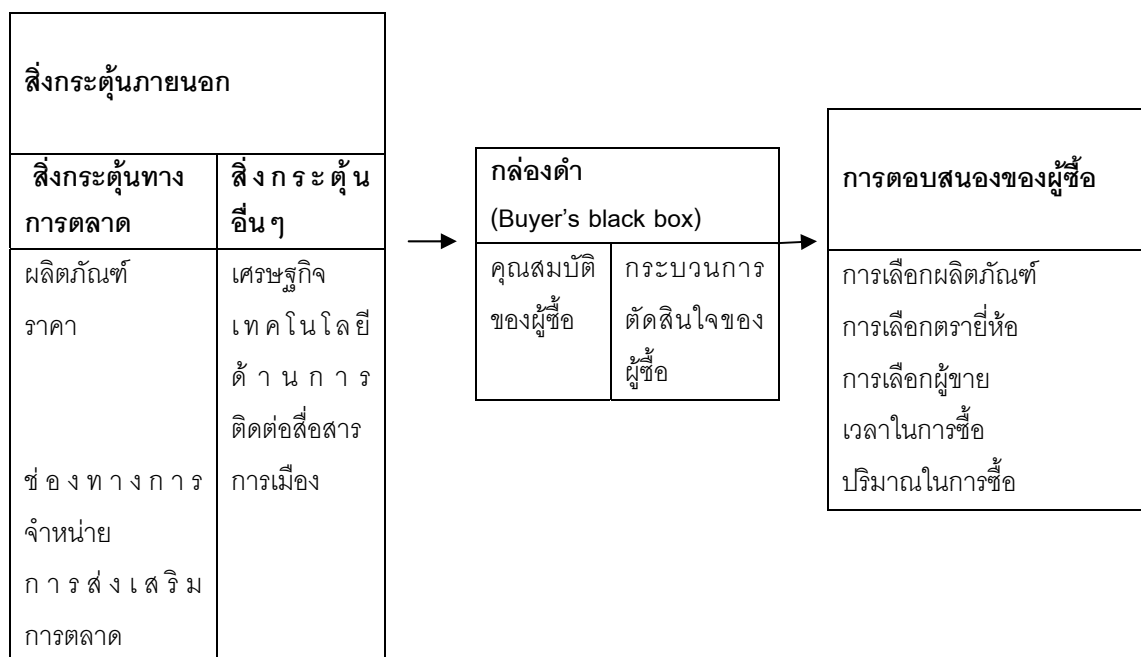 สิ่งกระตุ้นภายนอก
สิ่งกระตุ้นทาง
การตลาด
สิ่งกระตุ้น
อื่นๆ
ผลิตภัณฑ์
ราคา
ช่องทางการ
จำหน่าย
การส่งเสริม
การตลาด
เศรษฐกิจ
เทคโนโลยี
ด้านการ
ติดต่อสื่อสาร
การเมือง
กล่องดำ
(Buyer's black box)
คุณสมบัติ
ของผู้ซื้อ
กระบวนการ
ตัดสินใจของ
ผู้ซื้อ
การตอบสนองของผู้ซื้อ
การเลือกผลิตภัณฑ์
การเลือกตรายี่ห้อ
การเลือกผู้ขาย
เวลาในการซื้อ
ปริมาณในการซื้อ